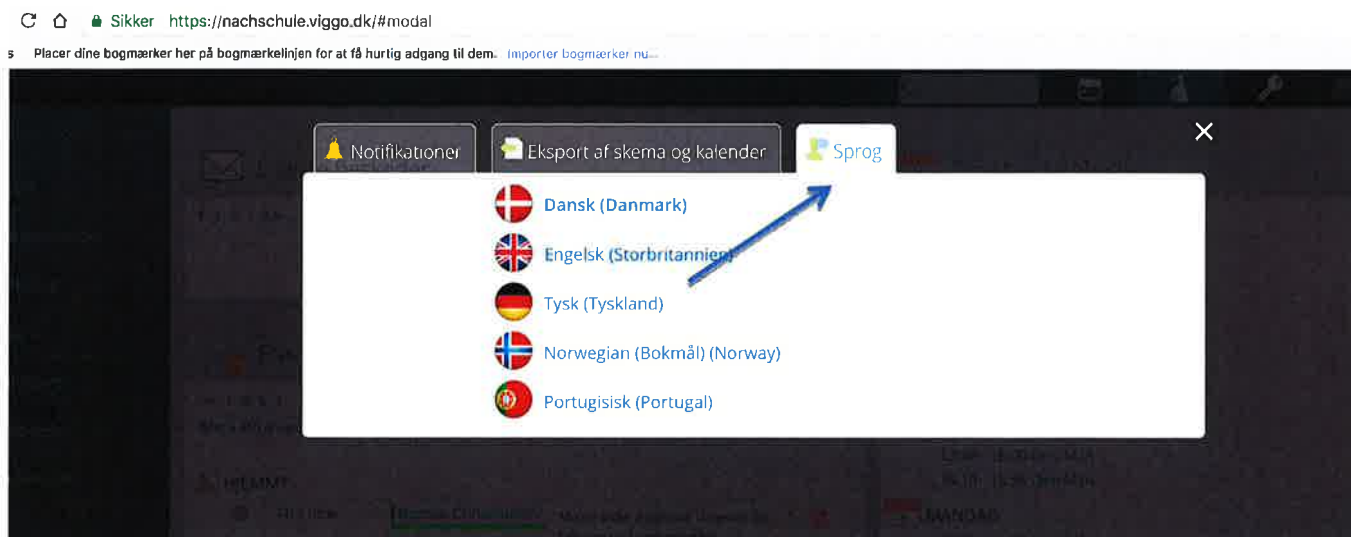 Sikker https://nachschule.viggo.dk/#modal
s Placer dine bogmærker her på bogmærkelinjen for at få hurtig adgang til dem. Importer bogmærker nu...
Notifikationer Eksport af skema og kalender Sprog
Dansk (Danmark)
Engelsk (Storbritannien)
Tysk (Tyskland)
Norwegian (Bokmål) (Norway)
Portugisisk (Portugal)
MANDAG